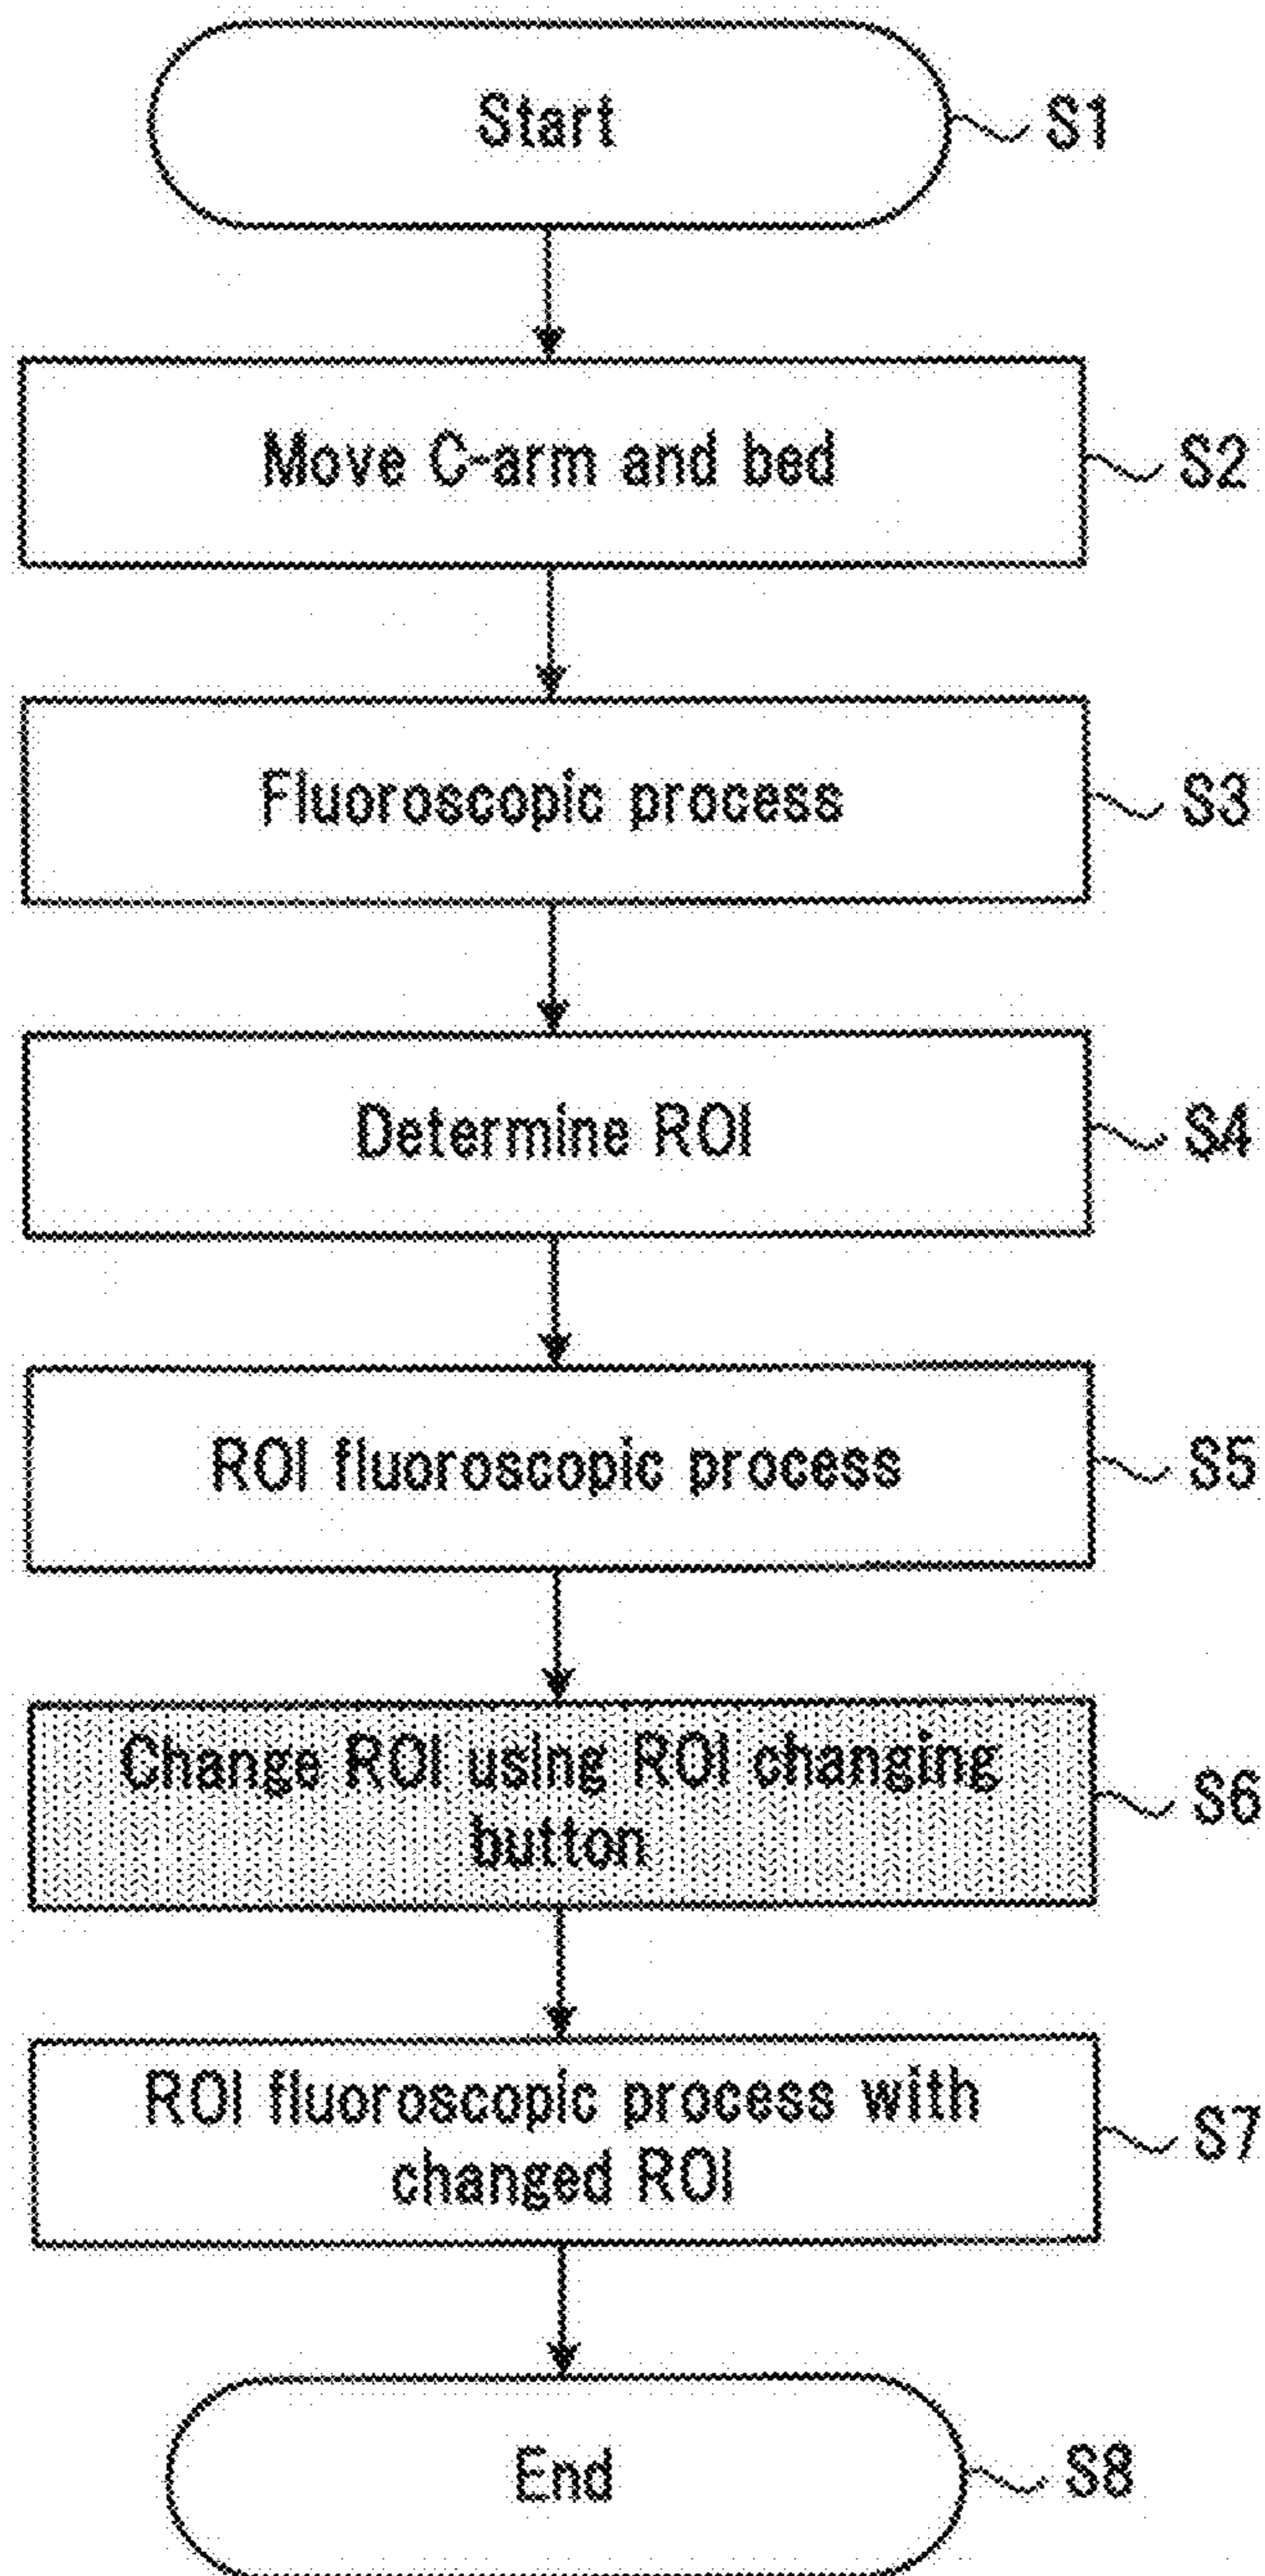 Start
S1
Move C-arm and bed
S2
Fluoroscopic process
S3
Determine ROI
S4
ROI fluoroscopic process
S5
Change ROI using ROI changing
button
S6
ROI fluoroscopic process with
changed ROI
S7
End
S8